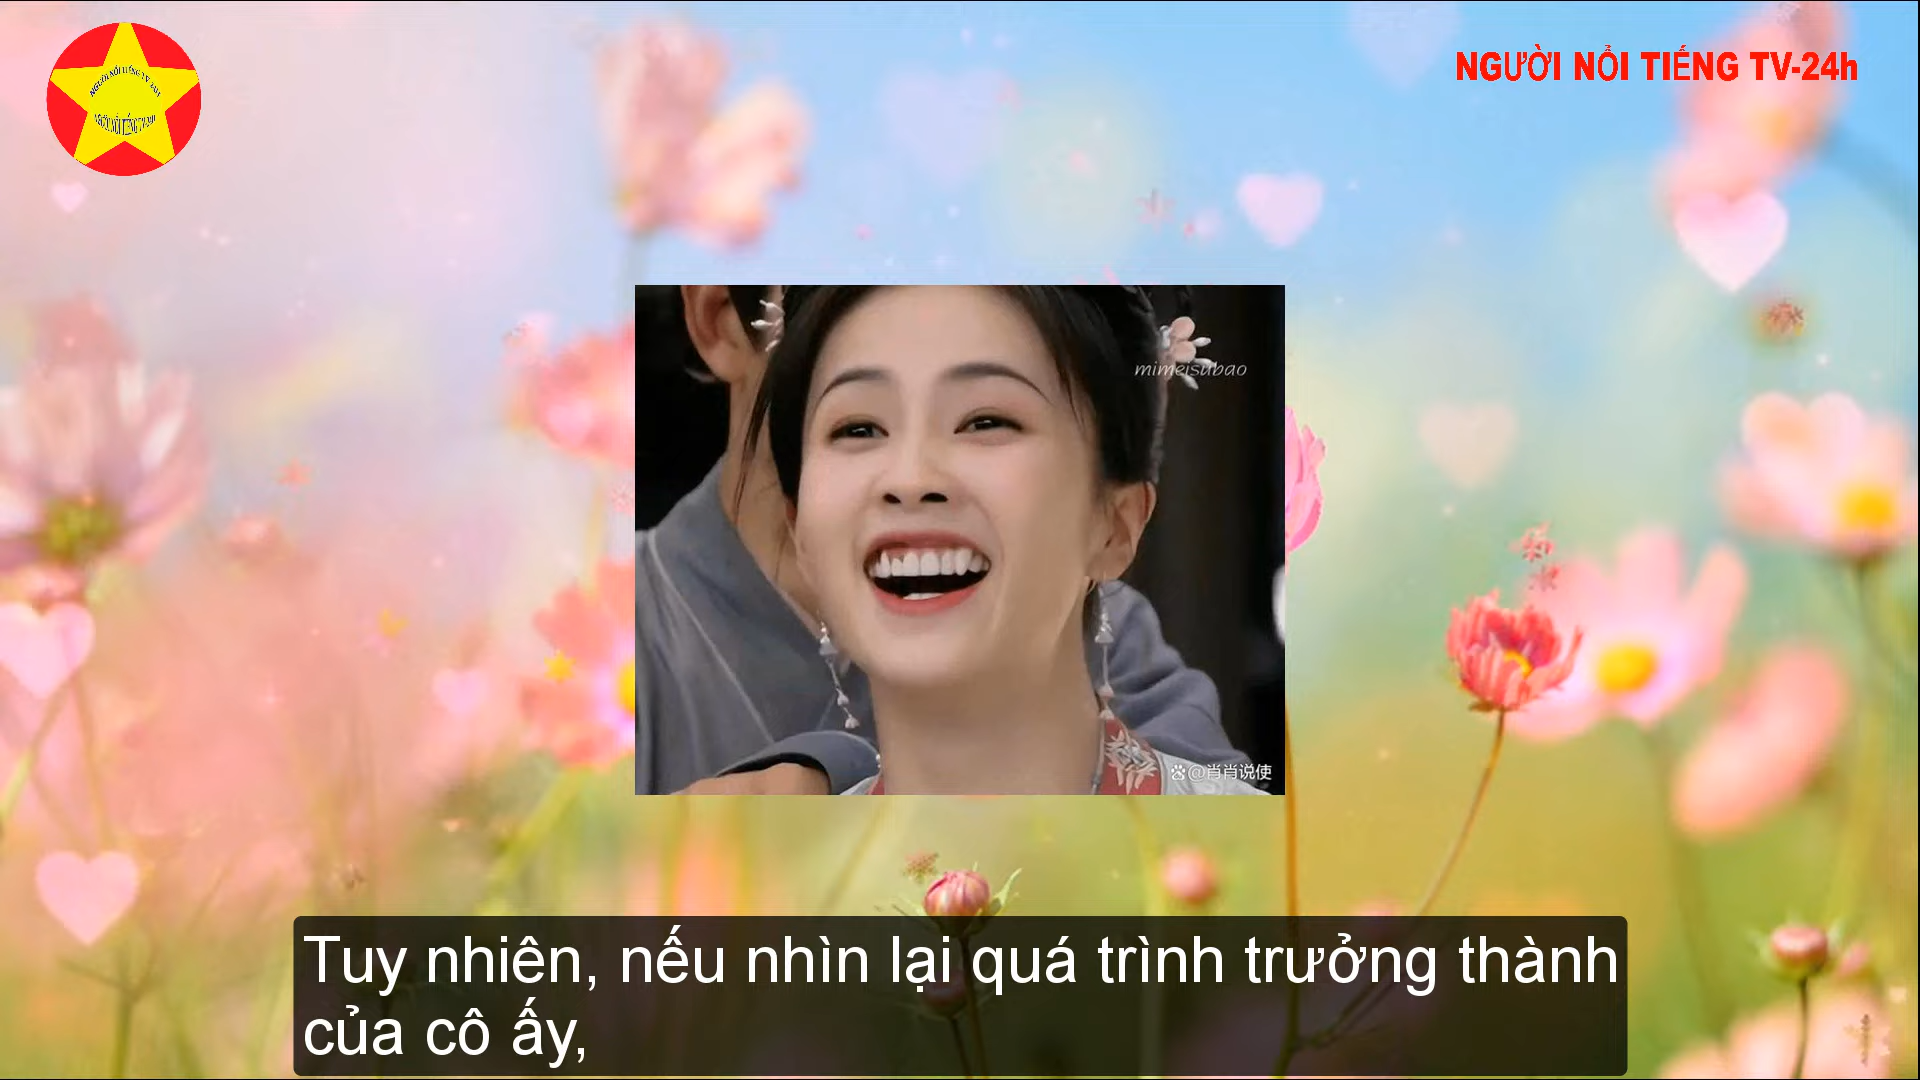 NGƯỜI NỔI TIẾNG TV-24h
mimeisubao
@肖肖说使
Tuy nhiên, nếu nhìn lại quá trình trưởng thành
của cô ấy,